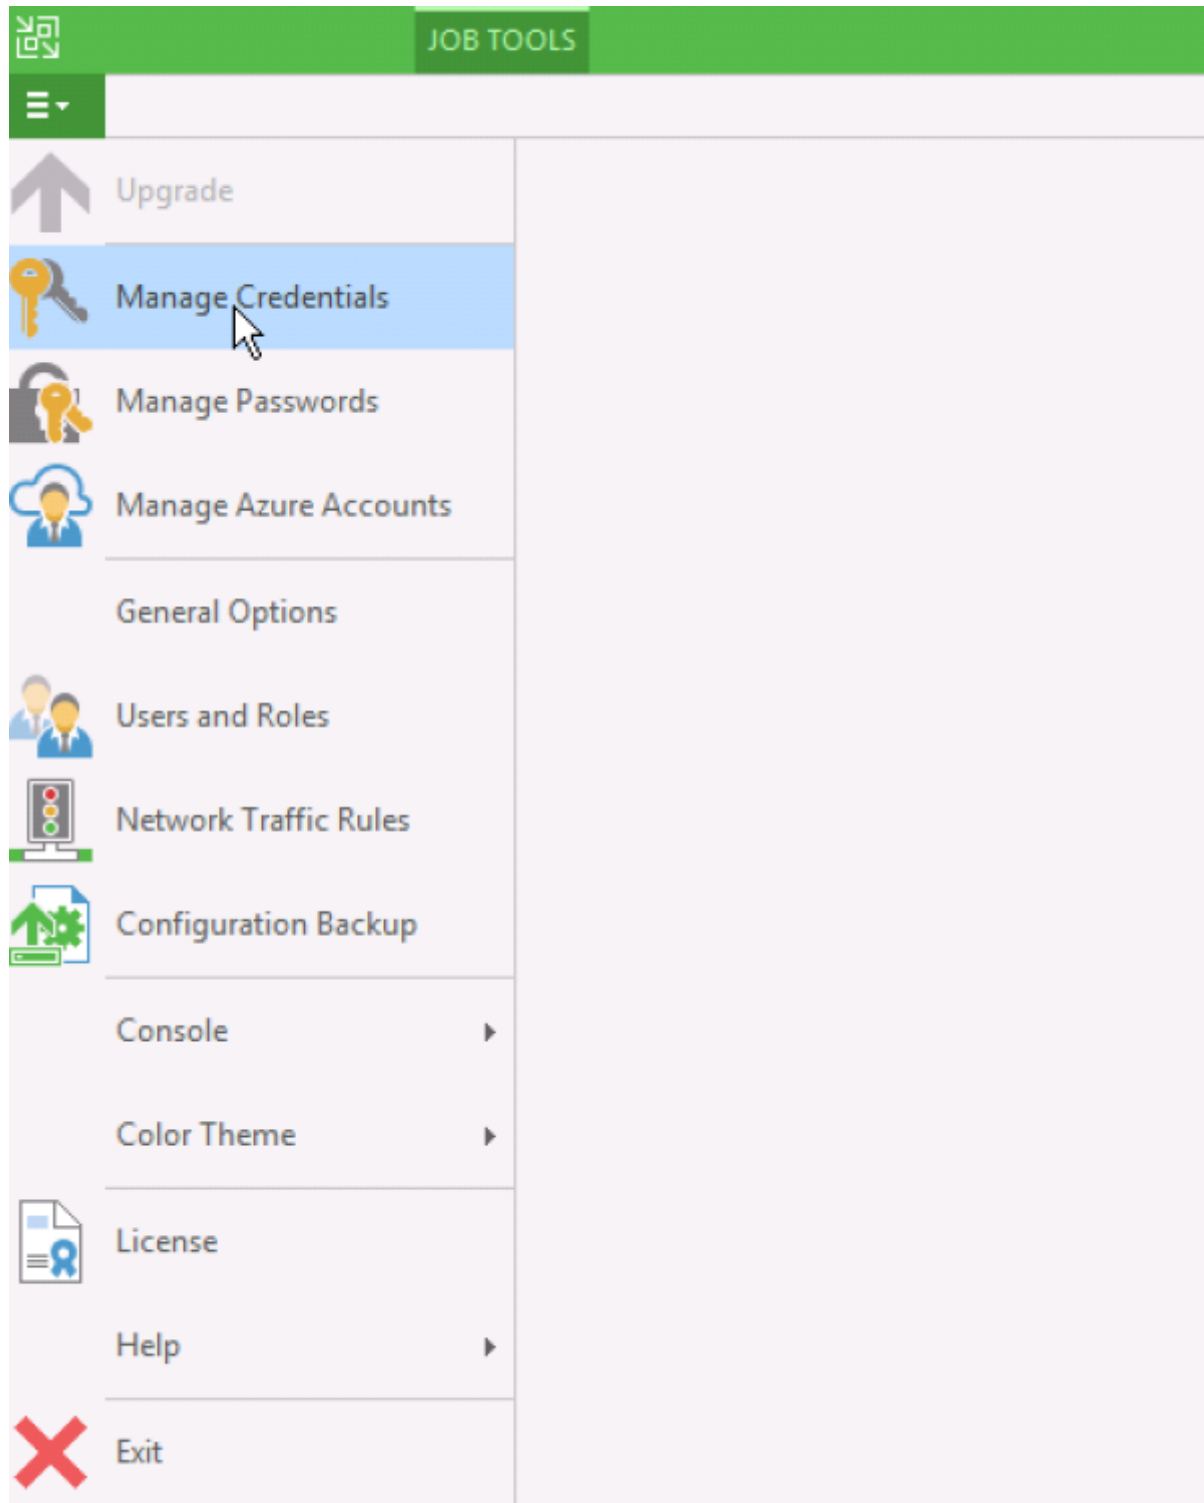 JOB TOOLS
Upgrade
Manage Credentials
Manage Passwords
Manage Azure Accounts
General Options
Users and Roles
Network Traffic Rules
Configuration Backup
Console
Color Theme
License
Help
Exit